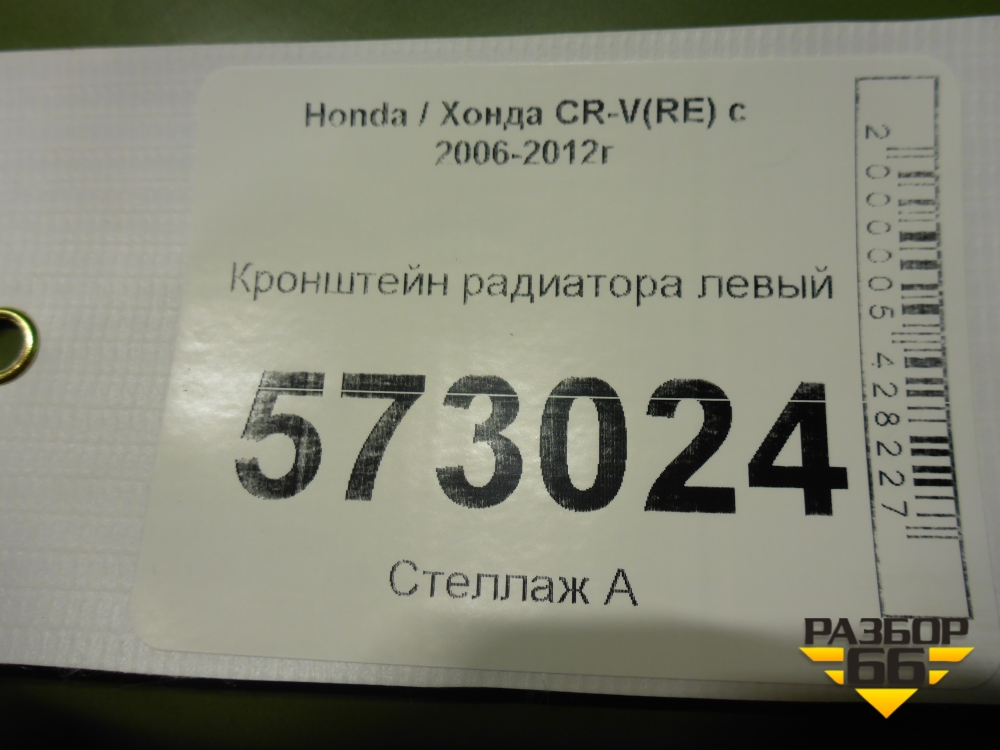 Honda / Хонда CR-V(RE) с
2006-2012г
Кронштейн радиатора левый
573024
Стеллаж А
2000005428227
РАЗБОР
66